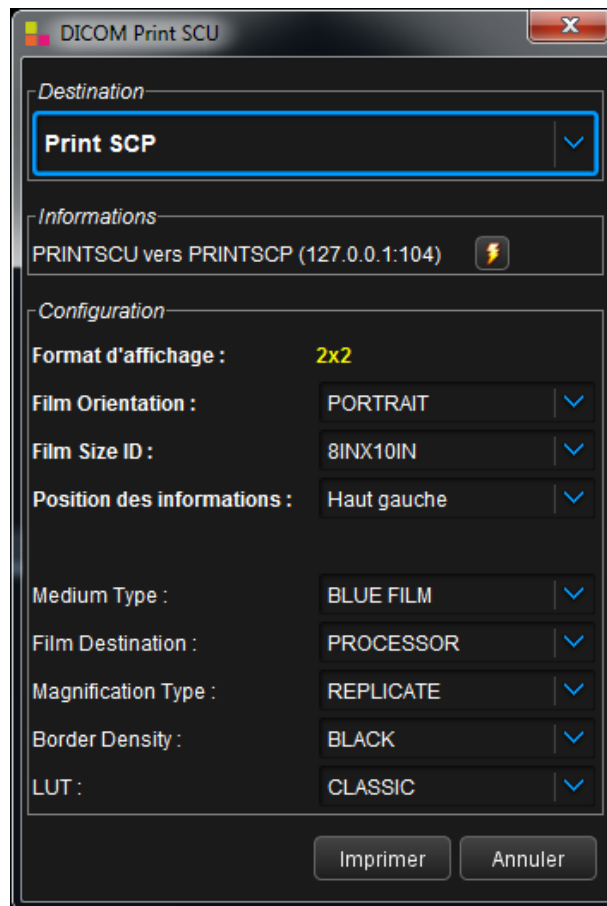 DICOM Print SCU
Destination
Print SCP
Informations
PRINTSCU vers PRINTSCP (127.0.0.1:104)
Configuration
Format d'affichage : 2x2
Film Orientation : PORTRAIT
Film Size ID : 8INX10IN
Position des informations : Haut gauche
Medium Type : BLUE FILM
Film Destination : PROCESSOR
Magnification Type : REPLICATE
Border Density : BLACK
LUT : CLASSIC
Imprimer Annuler